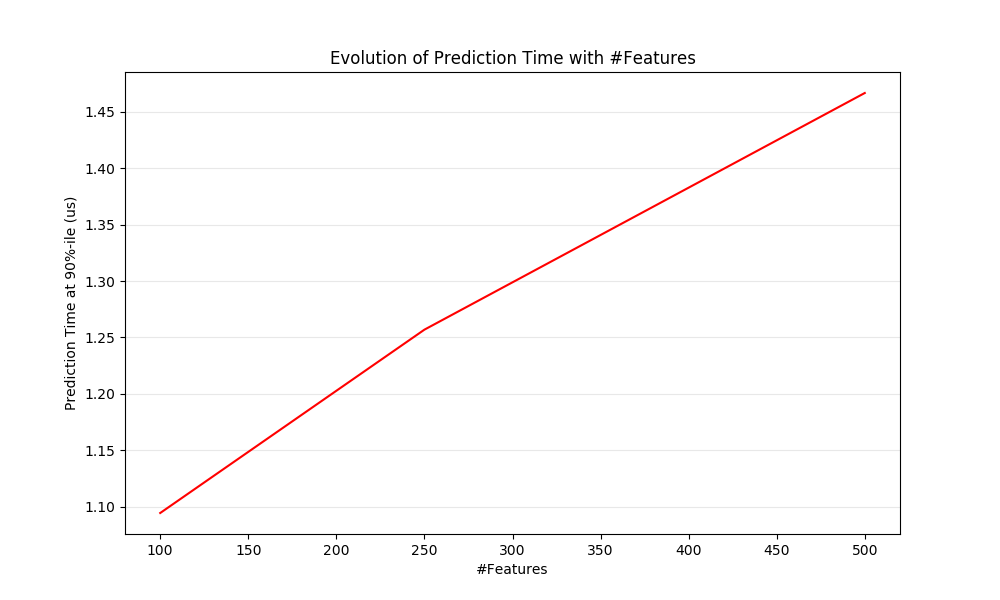 Evolution of Prediction Time with #Features
Prediction Time at 90%-ile (us)
1.45
1.40
1.35
1.30
1.25
1.20
1.15
1.10
100 150 200 250 300 350 400 450 500
#Features